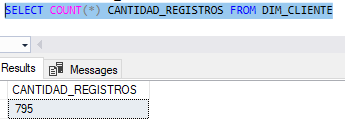 SELECT COUNT(*) CANTIDAD_REGISTROS FROM DIM_CLIENTE
Results Messages
CANTIDAD_REGISTROS
795